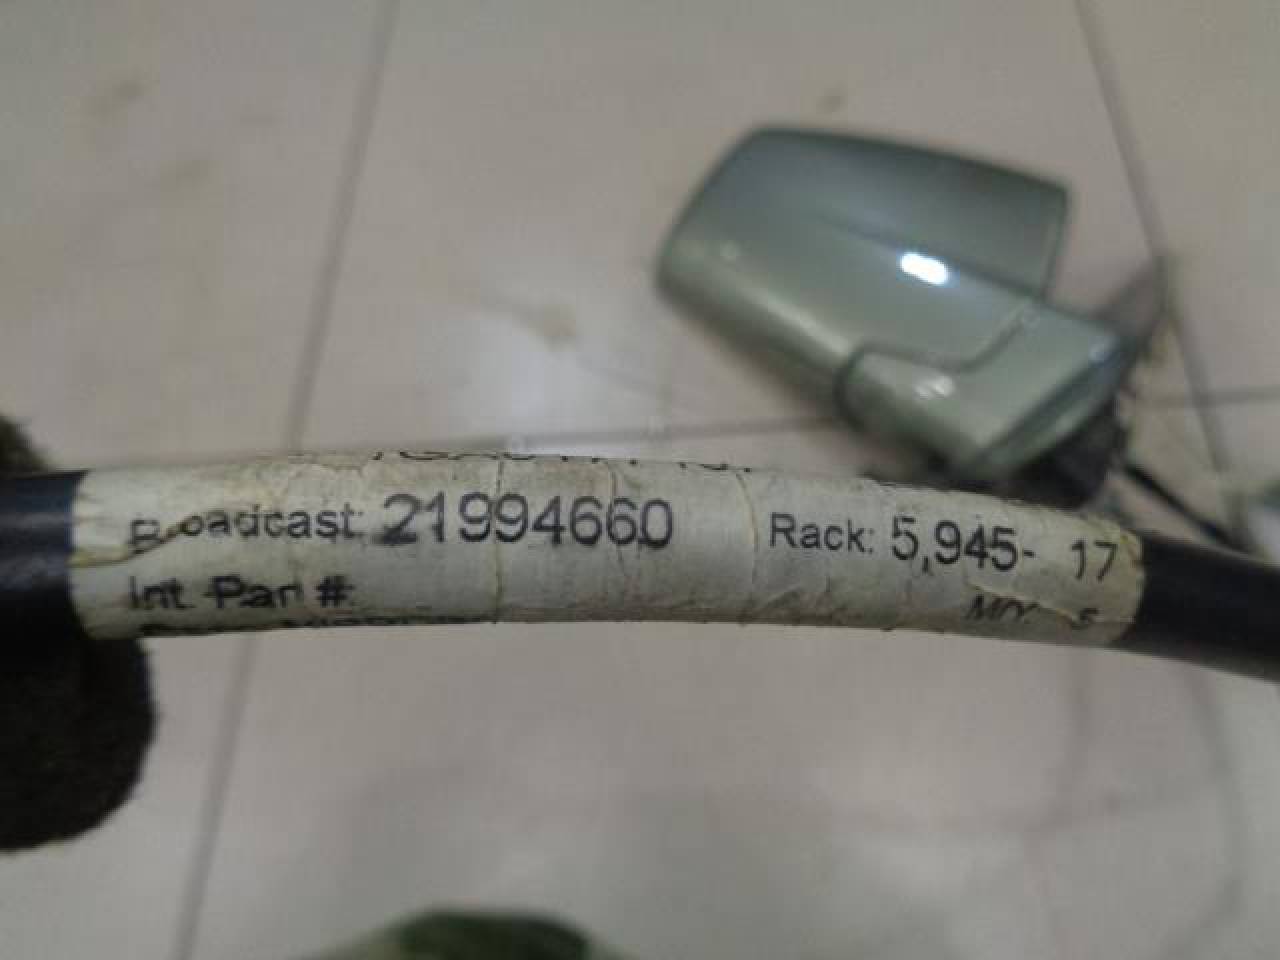 Broadcast: 21994660 Rack: 5,945- 17
Int Part #: